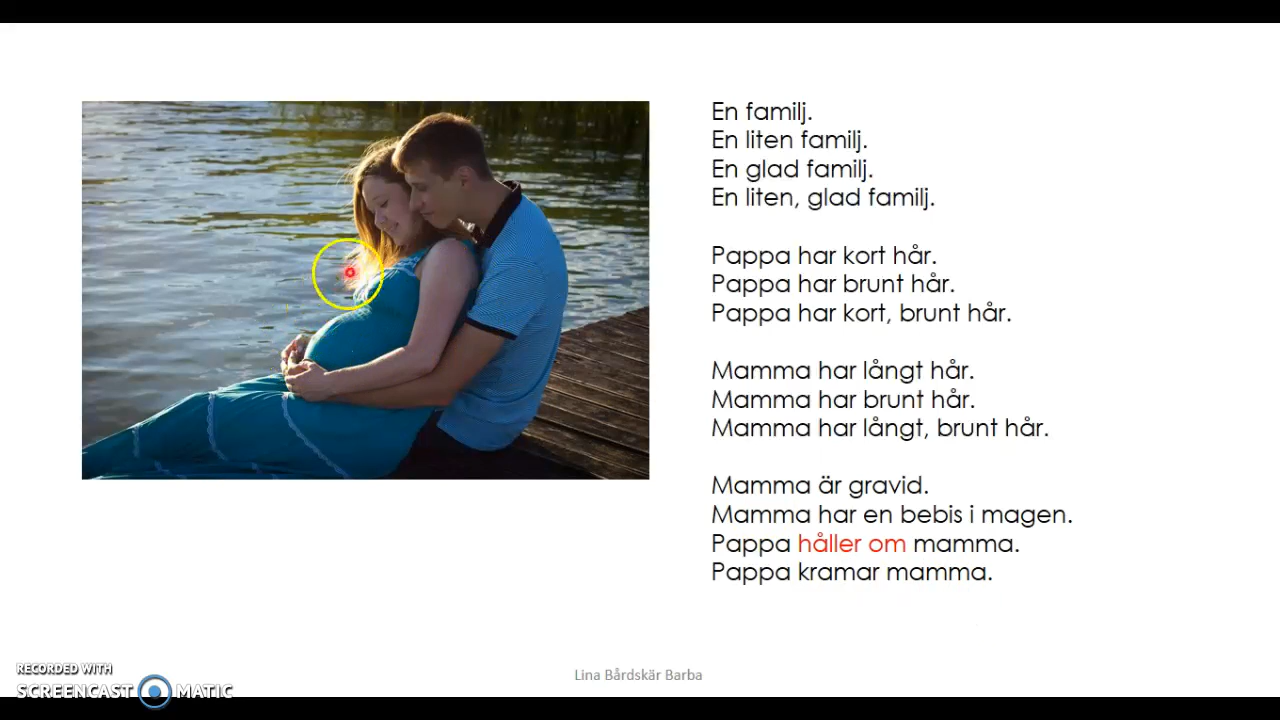 En familj.
En liten familj.
En glad familj.
En liten, glad familj.
Pappa har kort hår.
Pappa har brunt hår.
Pappa har kort, brunt hår.
Mamma har långt hår.
Mamma har brunt hår.
Mamma har långt, brunt hår.
Mamma är gravid.
Mamma har en bebis i magen.
Pappa håller om mamma.
Pappa kramar mamma.
RECORDED WITH
SCREENCAST MATIC
Lina Bårdskär Barba